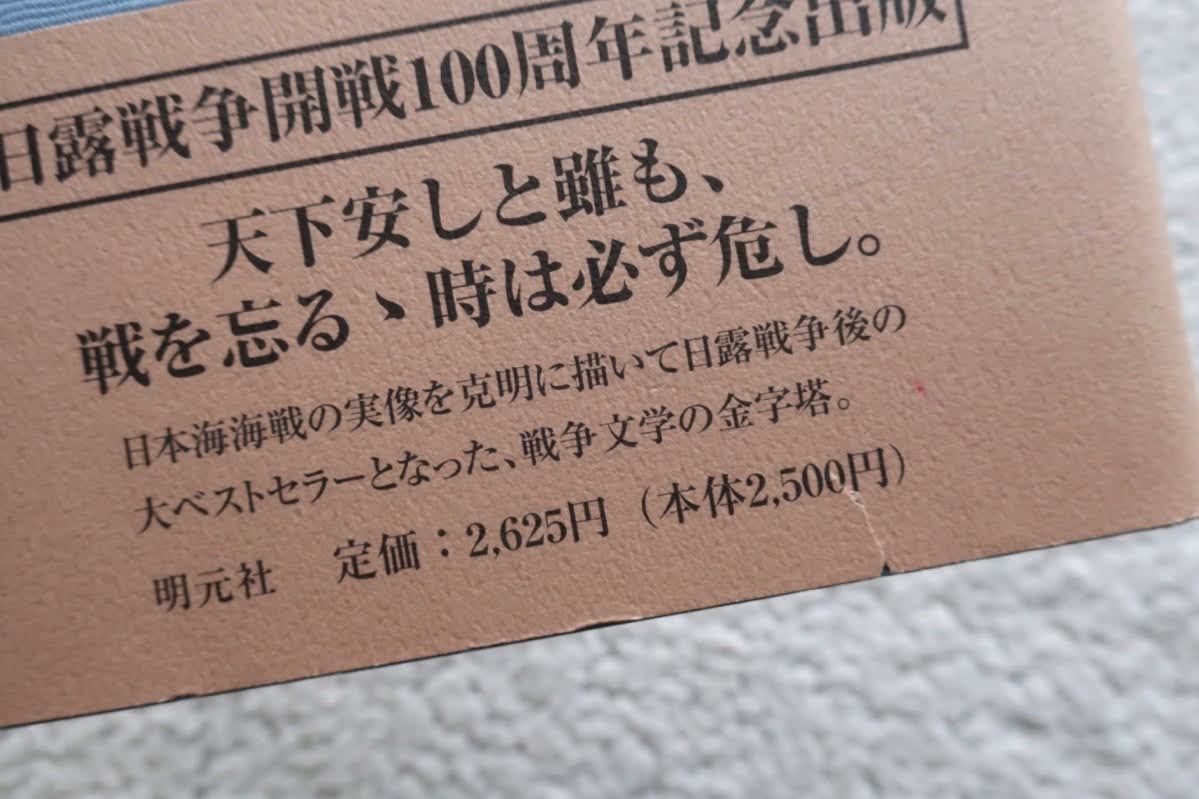 日露戦争開戦100周年記念出版
天下安しと雖も、
戦を忘るゝ時は必ず危し。
日本海海戦の実像を克明に描いて日露戦争後の
大ベストセラーとなった、戦争文学の金字塔。
明元社　定価：2,625円（本体2,500円）